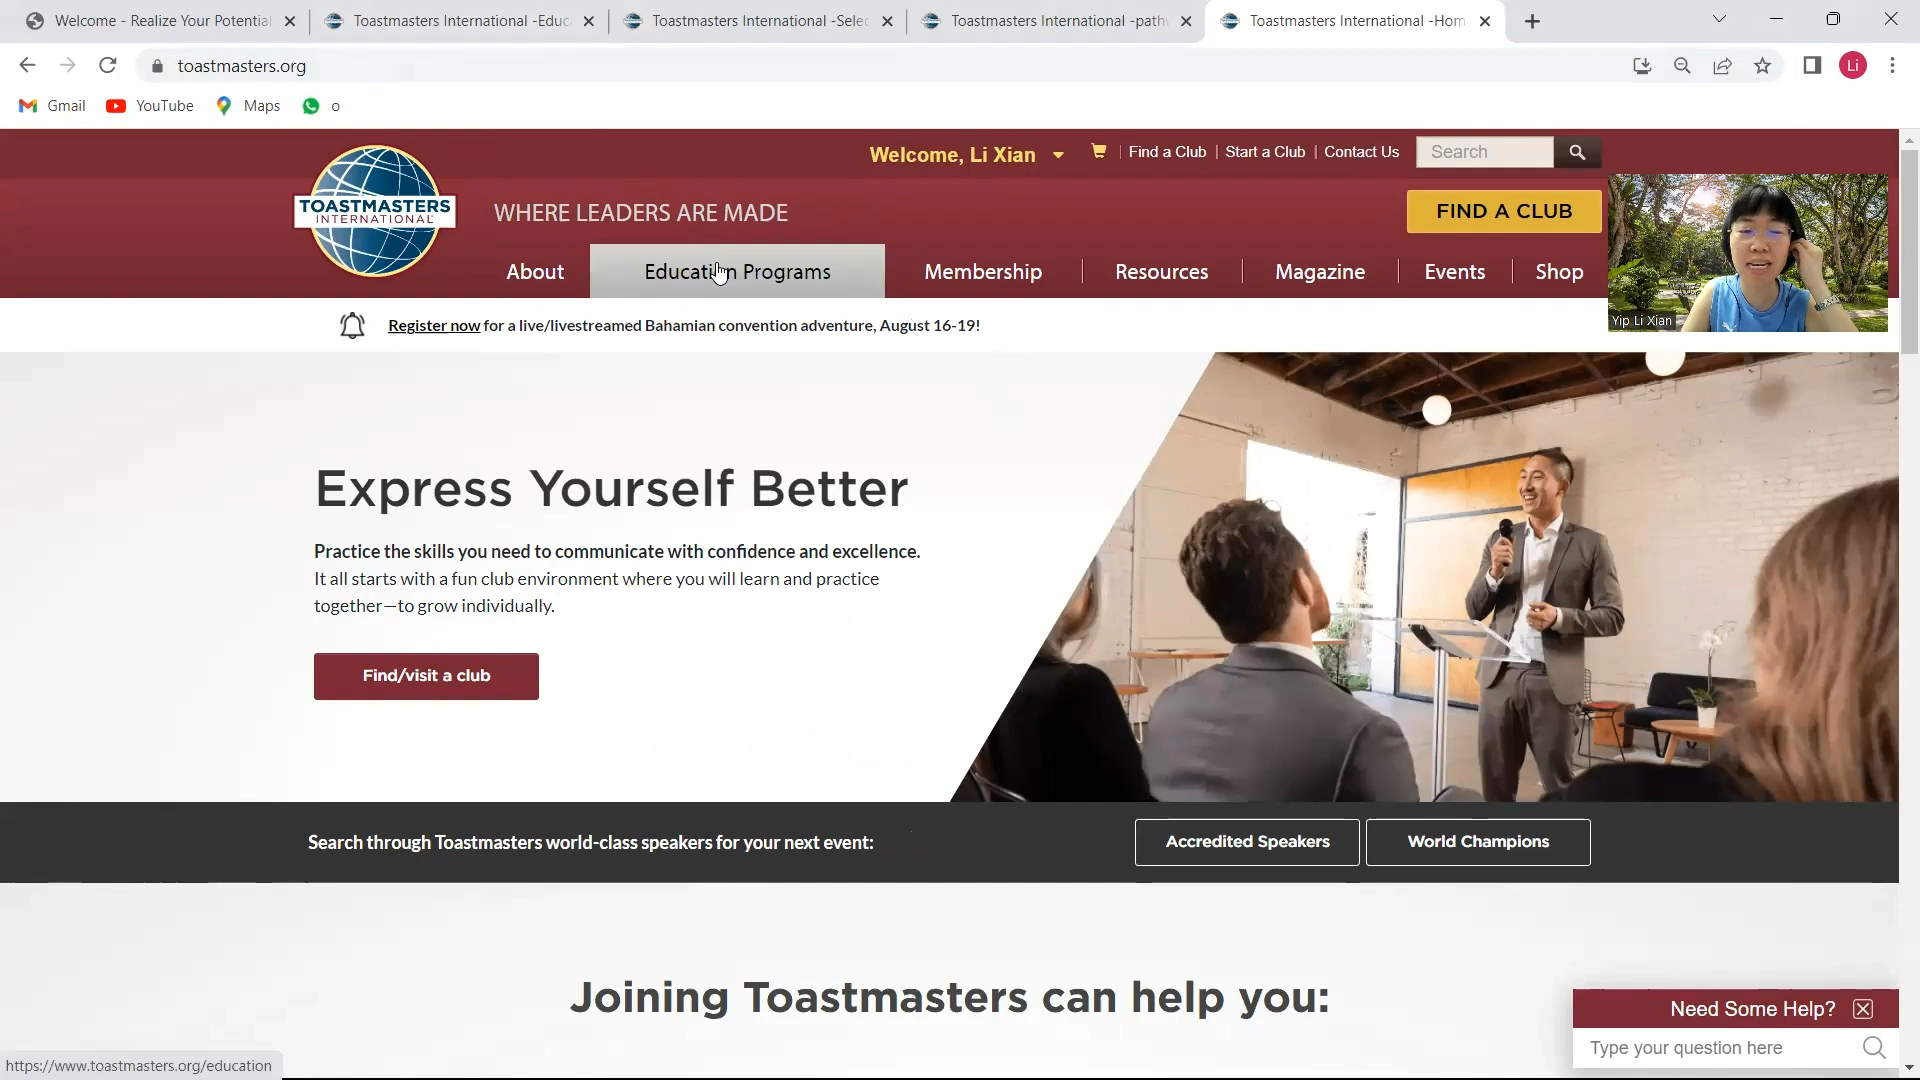 Welcome - Realize Your Potential
Toastmasters International -Educ
Toastmasters International -Selec
Toastmasters International -path
Toastmasters International -Hom
toastmasters.org
Li
Gmail
YouTube
Maps
o
Welcome, Li Xian
Find a Club
Start a Club
Contact Us
Search
TOASTMASTERS
INTERNATIONAL
WHERE LEADERS ARE MADE
FIND A CLUB
About
Education Programs
Membership
Resources
Magazine
Events
Shop
Yip Li Xian
Register now for a live/livestreamed Bahamian convention adventure, August 16-19!
Express Yourself Better
Practice the skills you need to communicate with confidence and excellence.
It all starts with a fun club environment where you will learn and practice
together—to grow individually.
Find/visit a club
Search through Toastmasters world-class speakers for your next event:
Accredited Speakers
World Champions
Joining Toastmasters can help you:
Need Some Help?
Type your question here
https://www.toastmasters.org/education